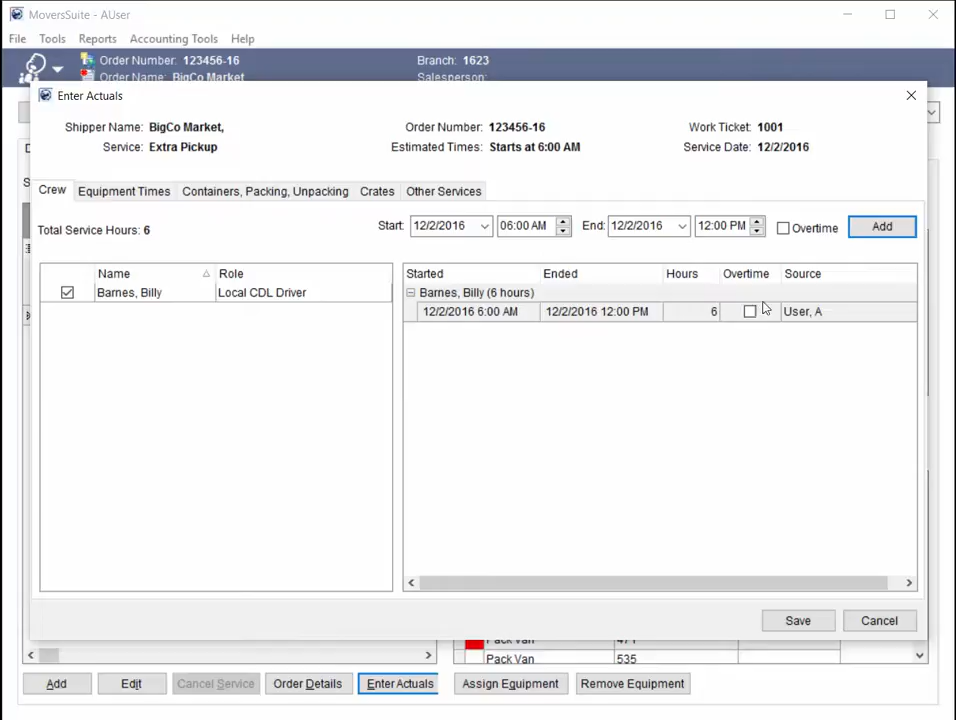 MoversSuite - AUser
File Tools Reports Accounting Tools Help
Order Number: 123456-16 Branch: 1623
Order Name: BigCo Market Salesperson:
Enter Actuals
Shipper Name: BigCo Market, Order Number: 123456-16 Work Ticket: 1001
Service: Extra Pickup Estimated Times: Starts at 6:00 AM Service Date: 12/2/2016
Crew Equipment Times Containers, Packing, Unpacking Crates Other Services
Total Service Hours: 6 Start: 12/2/2016 06:00 AM End: 12/2/2016 12:00 PM Overtime Add
Name Role Started Ended Hours Overtime Source
Barnes, Billy Local CDL Driver Barnes, Billy (6 hours)
12/2/2016 6:00 AM 12/2/2016 12:00 PM 6 User, A
Save Cancel
Pack Van 471
Pack Van 535
Add Edit Cancel Service Order Details Enter Actuals Assign Equipment Remove Equipment